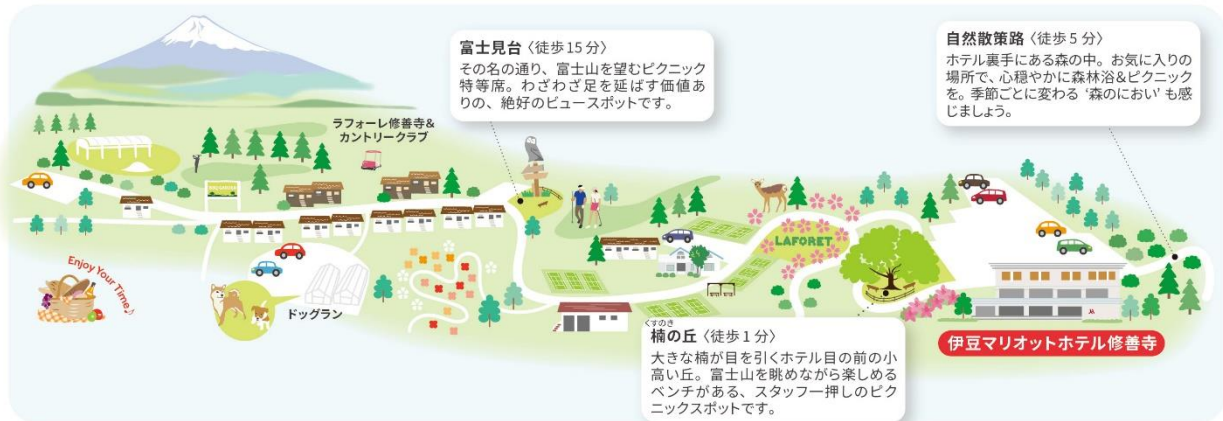 富士見台〈徒歩15分〉
その名の通り、富士山を望むピクニック
特等席。わざわざ足を延ばす価値あ
りの、絶好のビュースポットです。
自然散策路〈徒歩5分〉
ホテル裏手にある森の中。お気に入りの
場所で、心穏やかに森林浴&ピクニック
を。季節ごとに変わる‘森のにおい’も感
じましょう。
ラフォーレ修善寺&
カントリークラブ
LAFORET
Enjoy Your Time♪
ドッグラン
くすのき
楠の丘〈徒歩1分〉
大きな楠が目を引くホテル目の前の小
高い丘。富士山を眺めながら楽しめる
ベンチがある、スタッフ一押しのピク
ニックスポットです。
伊豆マリオットホテル修善寺